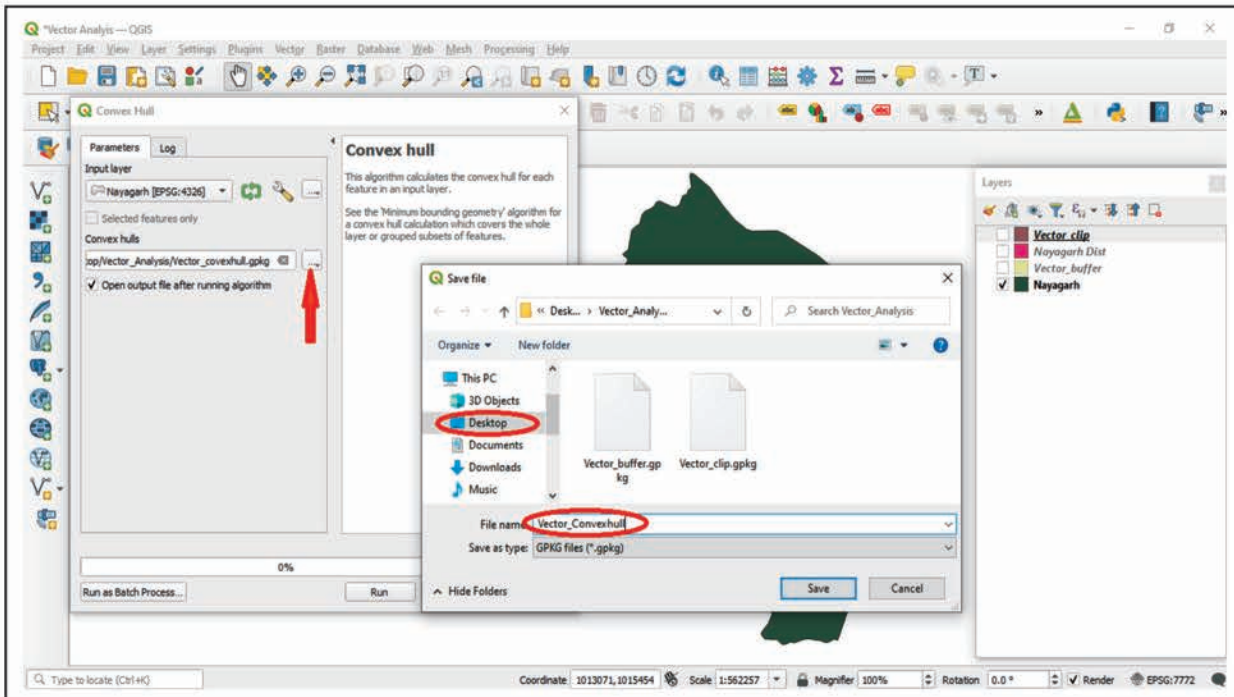 *Vector Analyis — QGIS
Project Edit View Layer Settings Plugins Vector Raster Database Web Mesh Processing Help
Convex Hull
Parameters Log
Input layer
Nayagarh [EPSG:4326]
Selected features only
Convex hulls
top/Vector_Analysis/Vector_covexhull.gpkg
Open output file after running algorithm
0%
Run as Batch Process...
Run
Convex hull
This algorithm calculates the convex hull for each
feature in an input layer.
See the 'Minimum bounding geometry' algorithm for
a convex hull calculation which covers the whole
layer or grouped subsets of features.
Save file
« Desk... › Vector_Analy...
Search Vector_Analysis
Organize
New folder
This PC
3D Objects
Desktop
Documents
Downloads
Music
Vector_buffer.gp
kg
Vector_clip.gpkg
File name: Vector_Convexhull
Save as type: GPKG files (*.gpkg)
Hide Folders
Save
Cancel
Layers
Vector clip
Nayagarh Dist
Vector_buffer
Nayagarh
Type to locate (Ctrl+K)
Coordinate 1013071,1015454 Scale 1:562257 Magnifier 100% Rotation 0.0 ° Render EPSG:7772